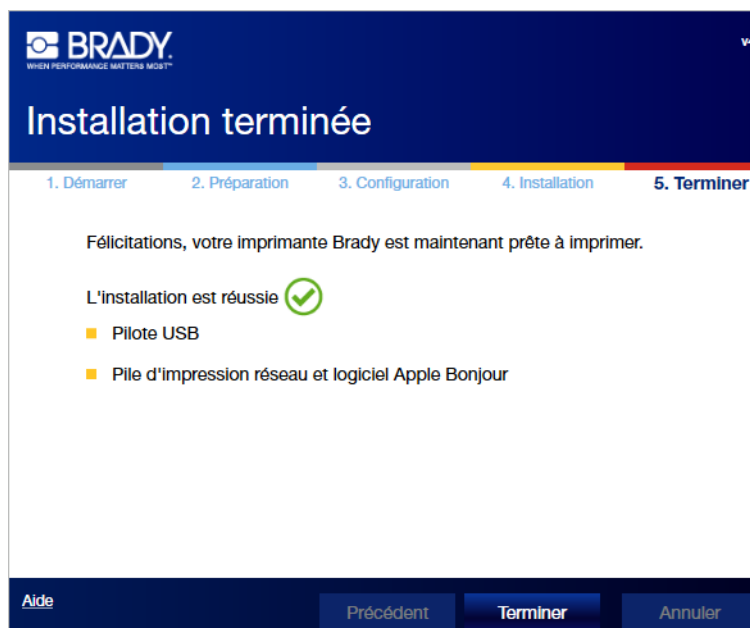 BRADY.
WHEN PERFORMANCE MATTERS MOST™
Installation terminée
1. Démarrer 2. Préparation 3. Configuration 4. Installation 5. Terminer
Félicitations, votre imprimante Brady est maintenant prête à imprimer.
L'installation est réussie
Pilote USB
Pile d'impression réseau et logiciel Apple Bonjour
Aide Précédent Terminer Annuler